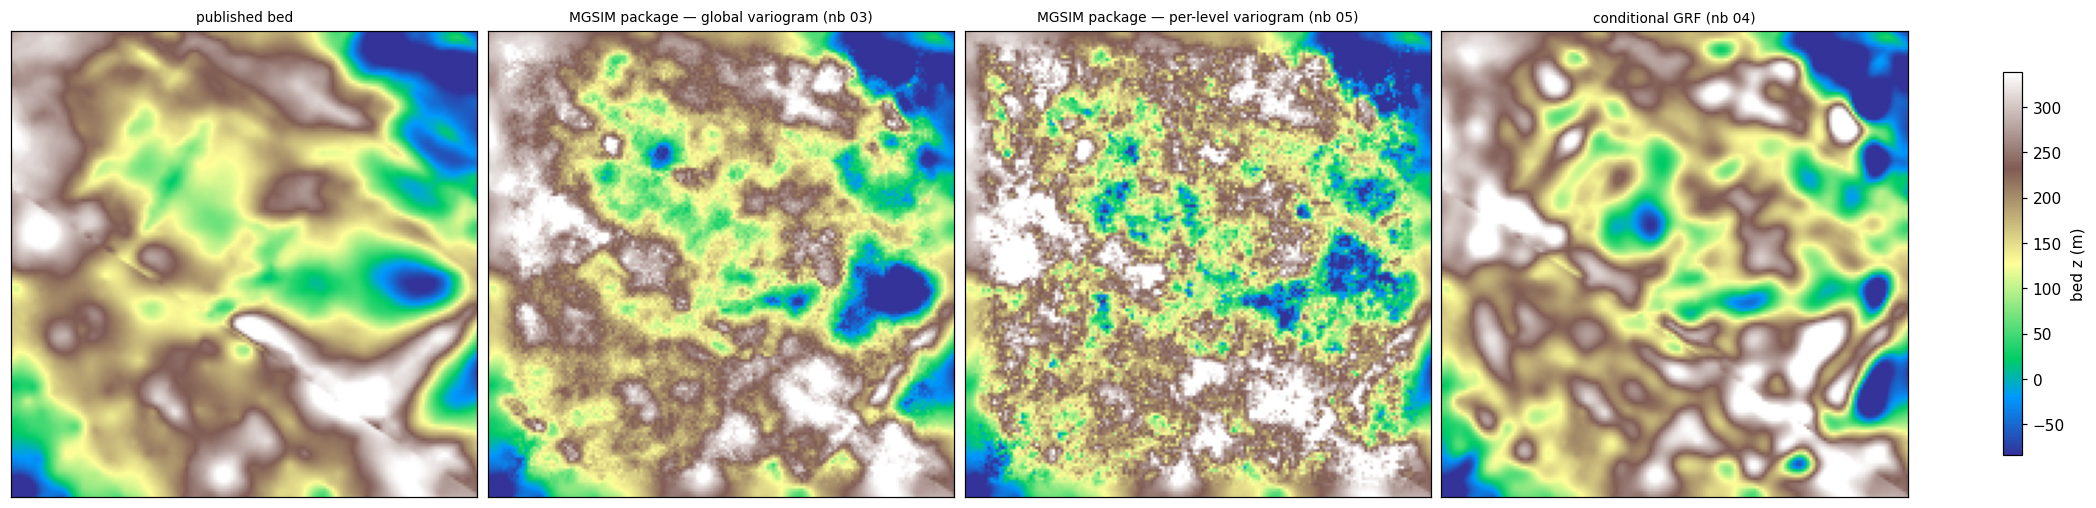 published bed
MGSIM package — global variogram (nb 03)
MGSIM package — per-level variogram (nb 05)
conditional GRF (nb 04)
300
250
200
150
100
50
0
−50
bed z (m)